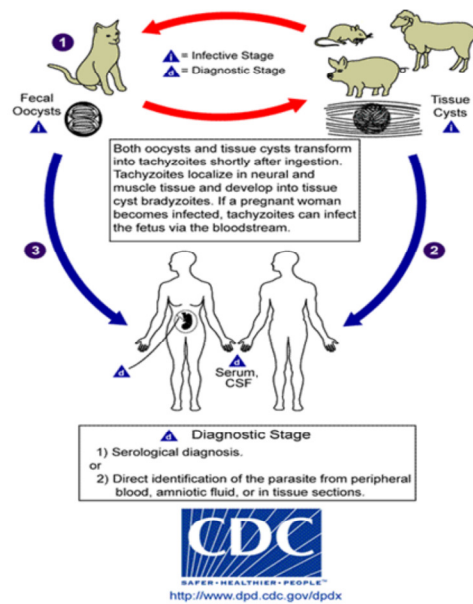 1
i = Infective Stage
d = Diagnostic Stage
Fecal
Oocysts
i
Tissue
Cysts
i
Both oocysts and tissue cysts transform
into tachyzoites shortly after ingestion.
Tachyzoites localize in neural and
muscle tissue and develop into tissue
cyst bradyzoites. If a pregnant woman
becomes infected, tachyzoites can infect
the fetus via the bloodstream.
3
2
d
d
Serum,
CSF
d Diagnostic Stage
1) Serological diagnosis.
or
2) Direct identification of the parasite from peripheral
blood, amniotic fluid, or in tissue sections.
CDC
SAFER·HEALTHIER·PEOPLE™
http://www.dpd.cdc.gov/dpdx